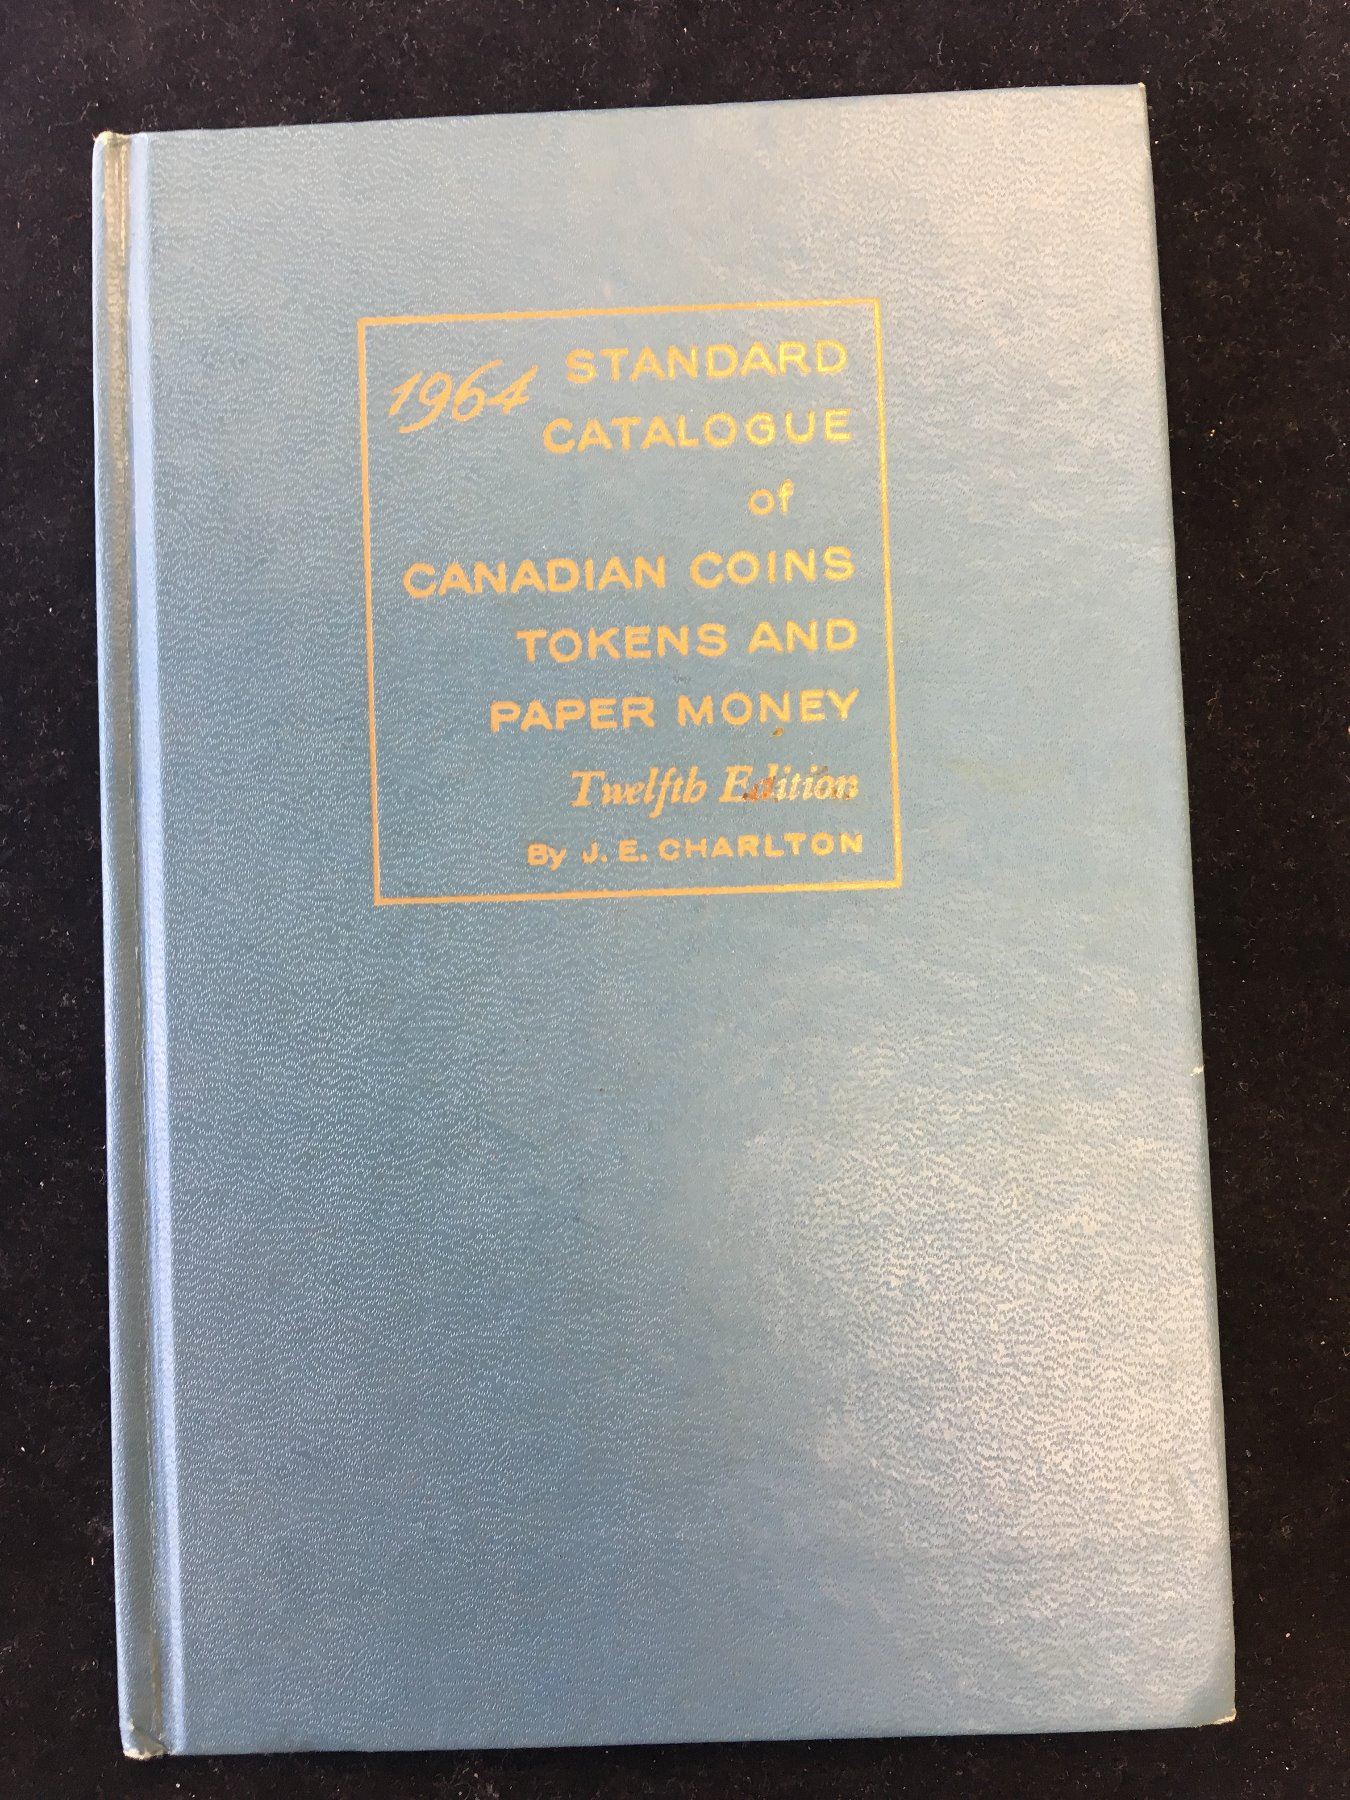 1964 STANDARD
CATALOGUE
of
CANADIAN COINS
TOKENS AND
PAPER MONEY
Twelfth Edition
By J. E. CHARLTON